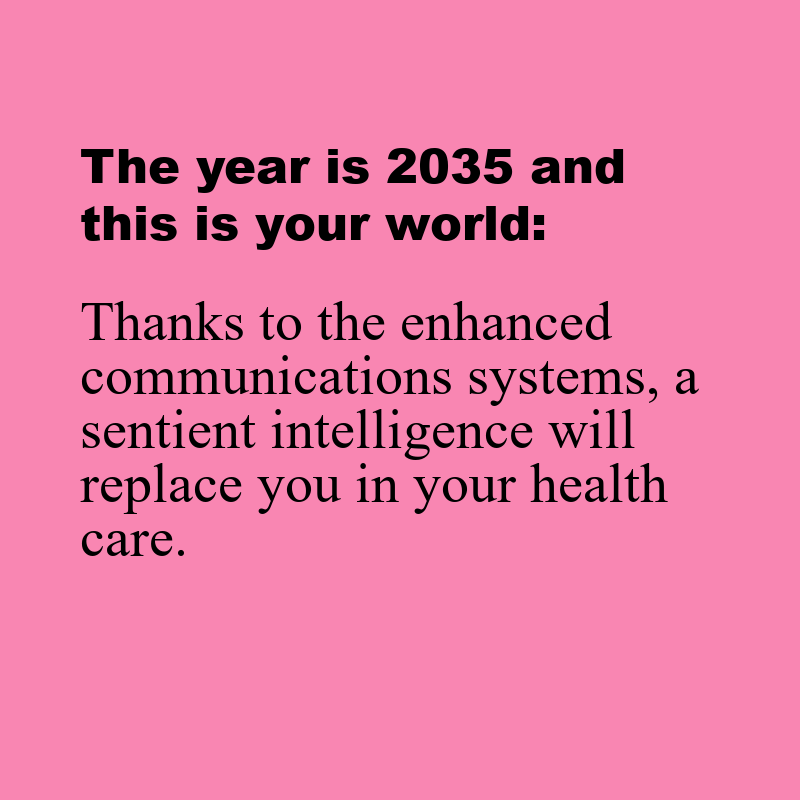 The year is 2035 and
this is your world:
Thanks to the enhanced
communications systems, a
sentient intelligence will
replace you in your health
care.